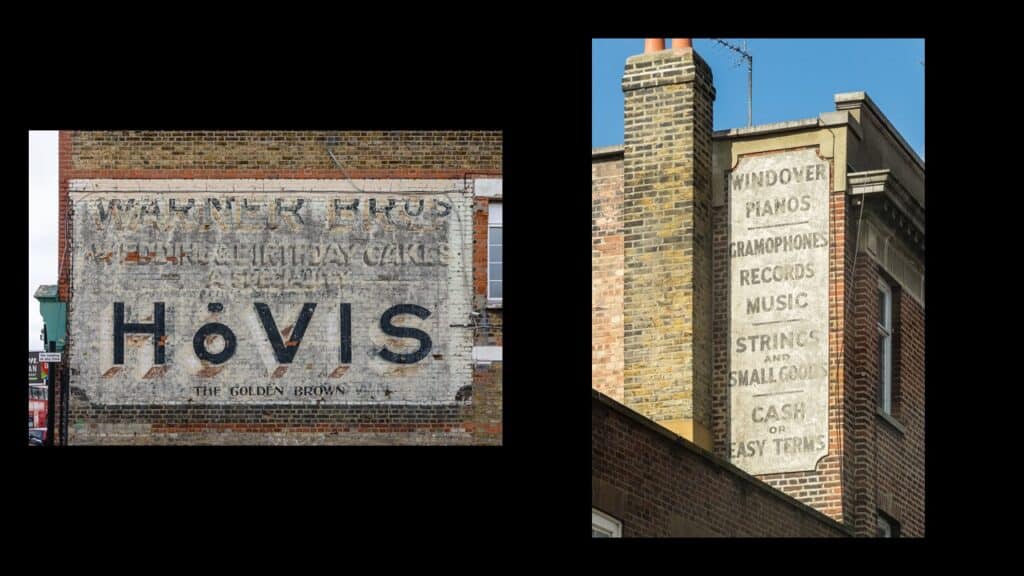 WARNER BROS
WEDDING & BIRTHDAY CAKES
A SPECIALITY
HōVIS
THE GOLDEN BROWN
WINDOVER
PIANOS
GRAMOPHONES
RECORDS
MUSIC
STRINGS
AND
SMALL GOODS
CASH
OR
EASY TERMS